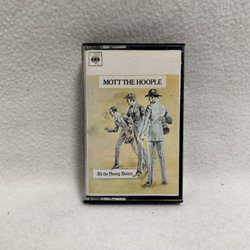 MOTT THE HOOPLE
All the Young Dudes